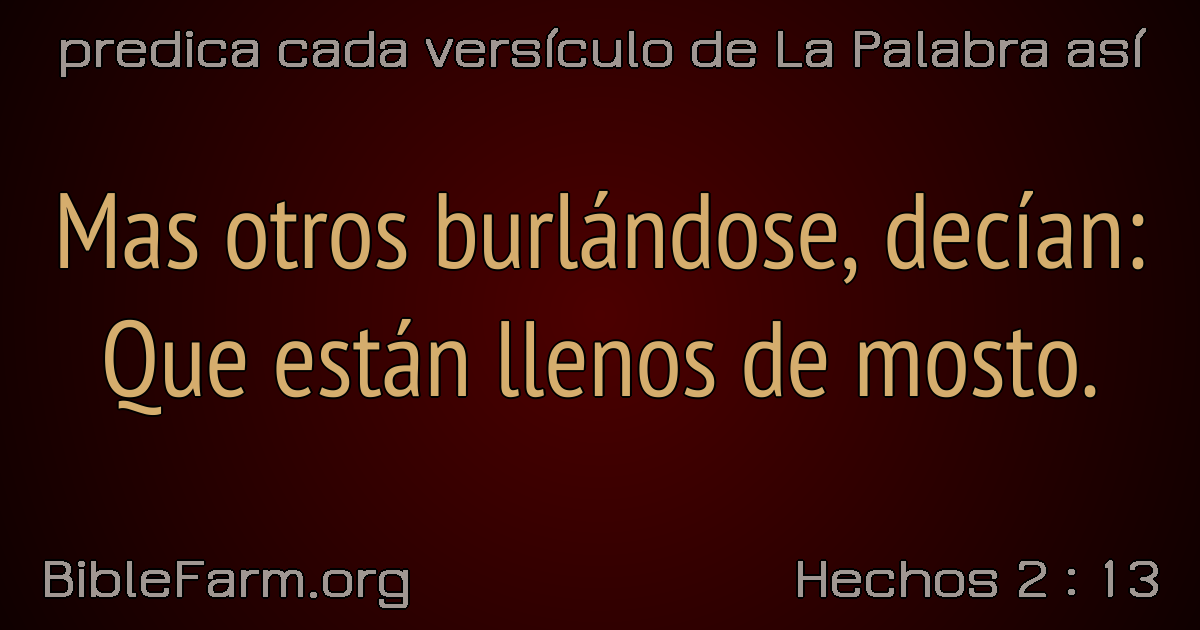 predica cada versículo de La Palabra así
Mas otros burlándose, decían:
Que están llenos de mosto.
BibleFarm.org
Hechos 2 : 13